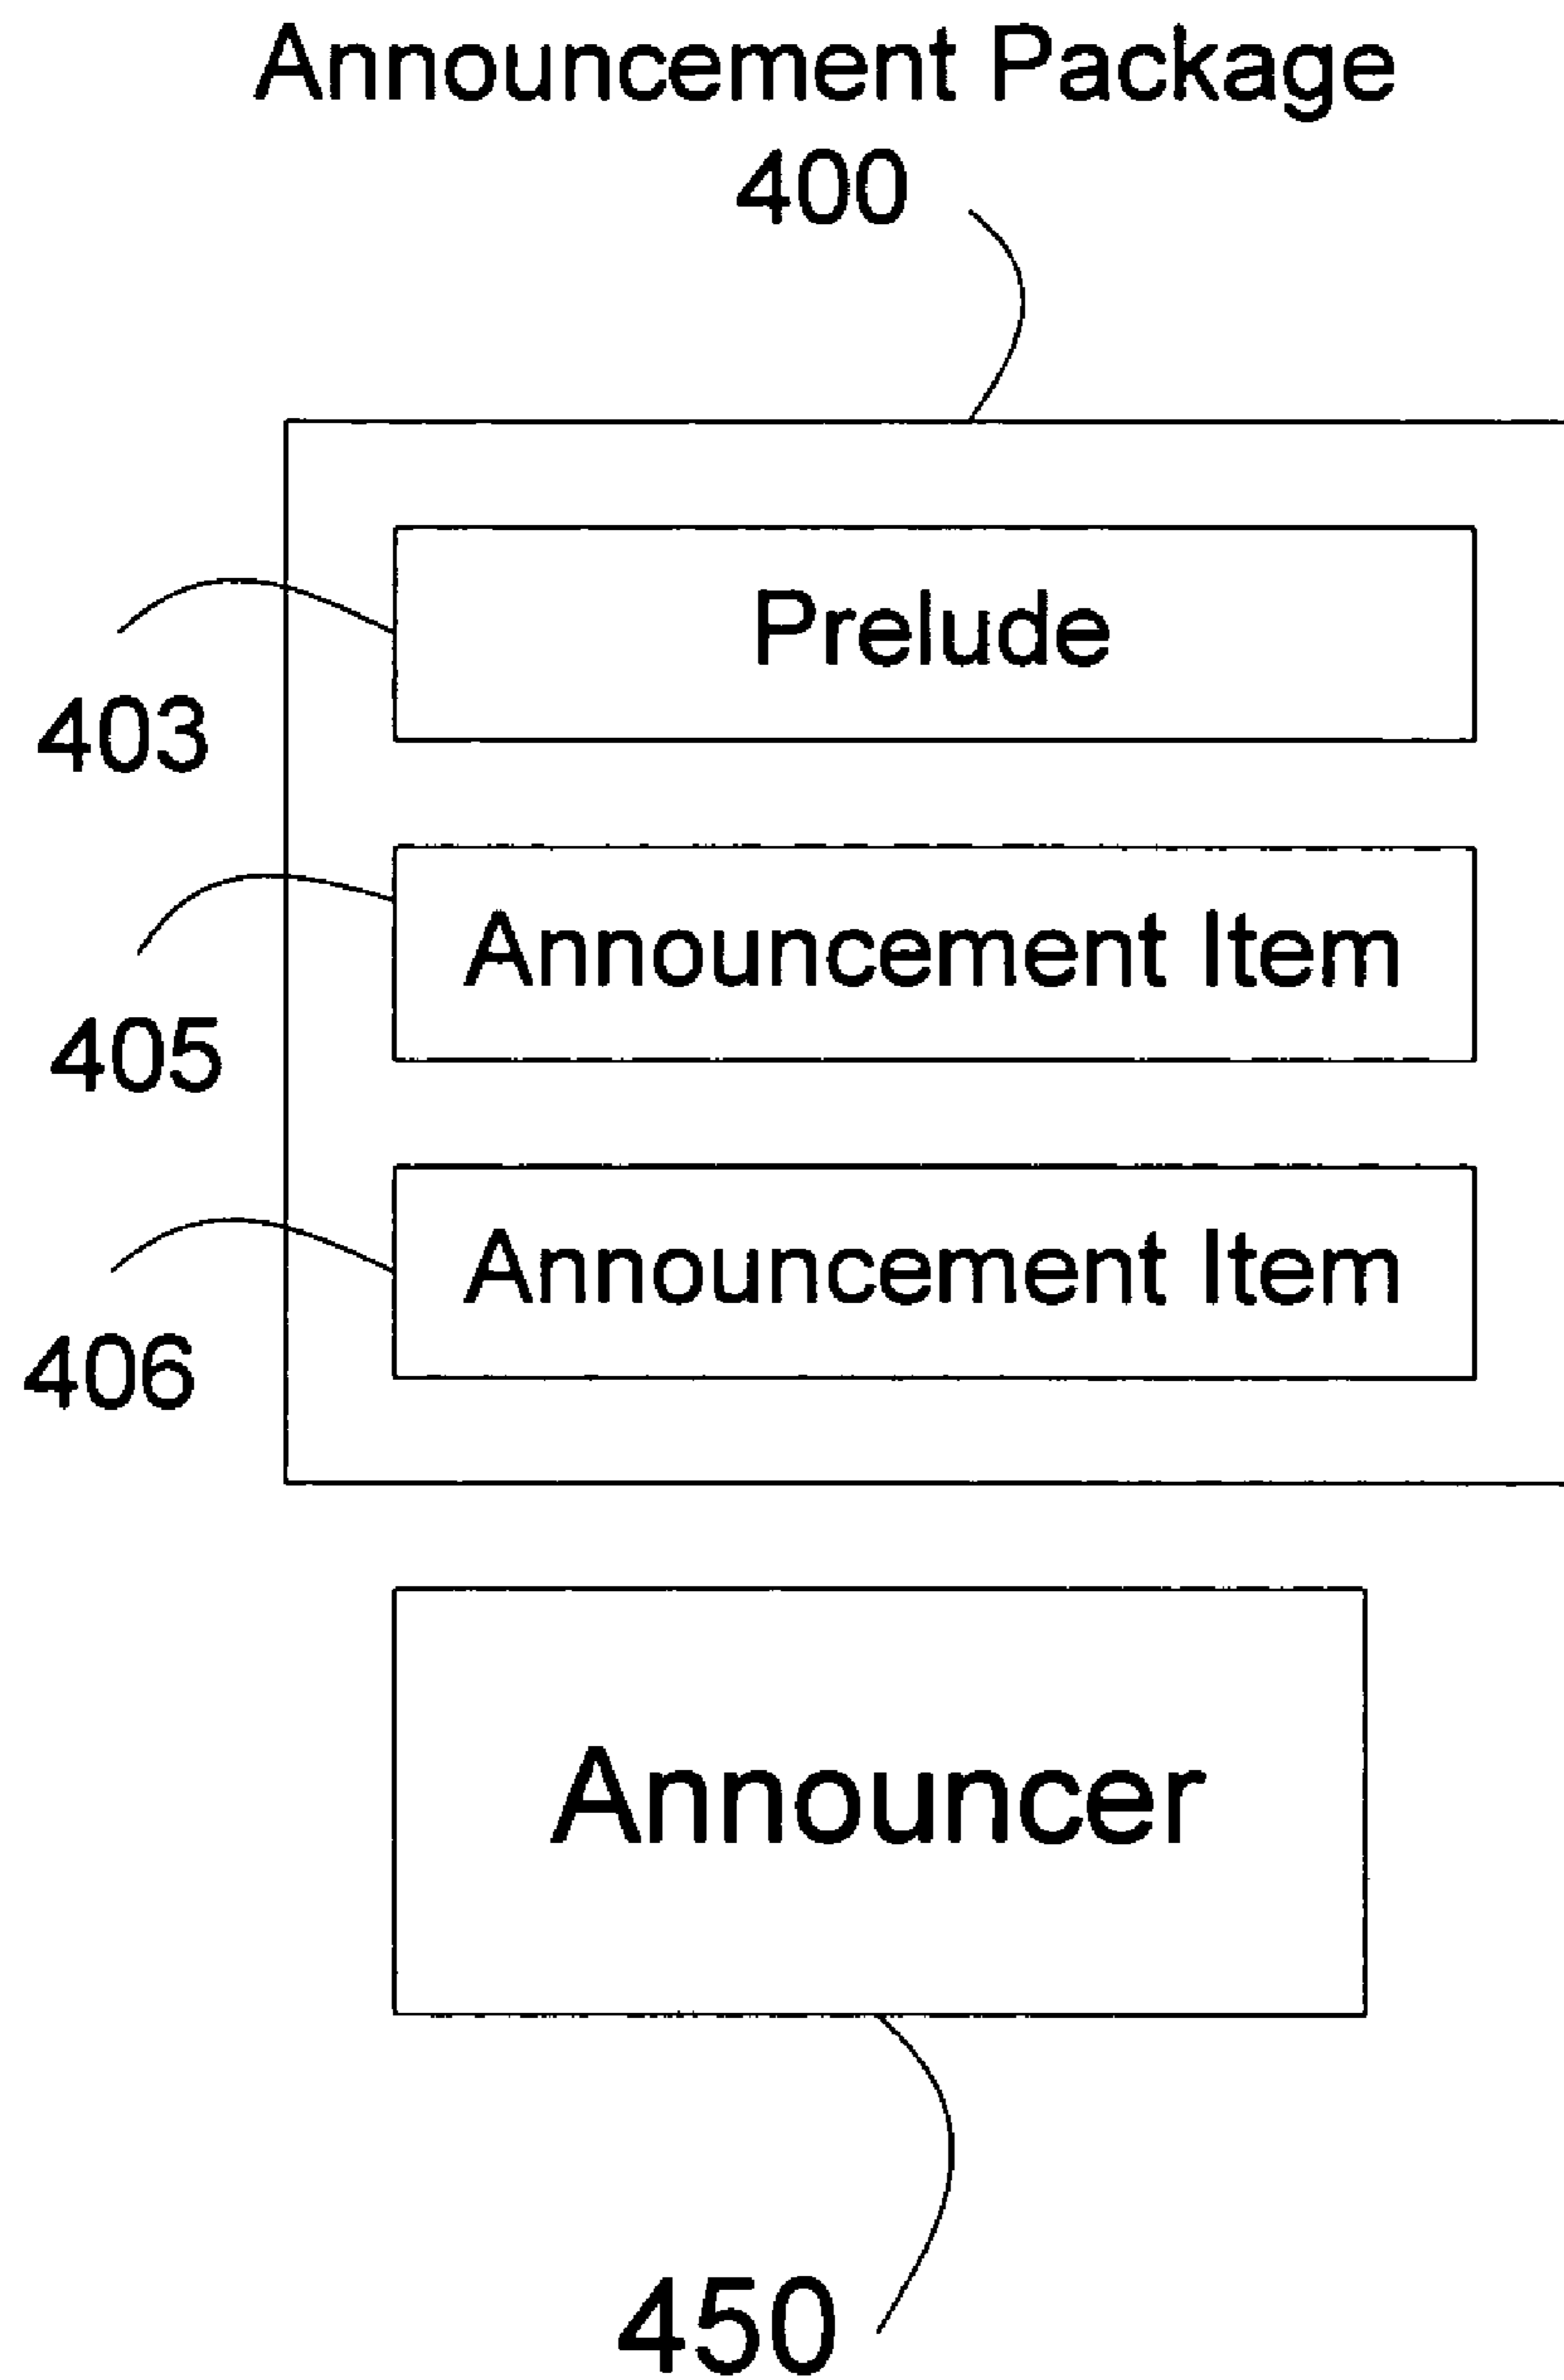 Announcement Package
400
Prelude
403
Announcement Item
405
Announcement Item
406
Announcer
450